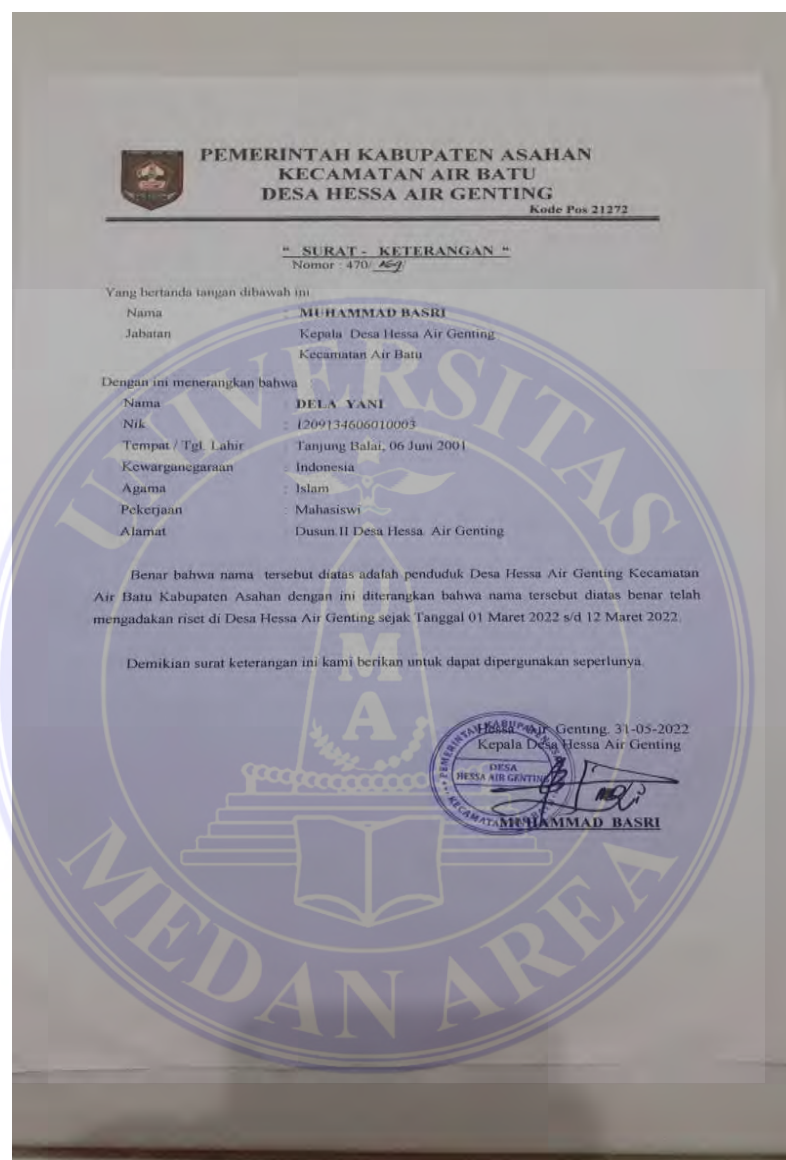 PEMERINTAH KABUPATEN ASAHAN
KECAMATAN AIR BATU
DESA HESSA AIR GENTING
Kode Pos 21272
" SURAT - KETERANGAN "
Nomor : 470/ 169/
Yang bertanda tangan dibawah ini
Nama : MUHAMMAD BASRI
Jabatan Kepala Desa Hessa Air Genting
Kecamatan Air Batu
Dengan ini menerangkan bahwa
Nama : DELA YANI
Nik : 1209134606010003
Tempat / Tgl. Lahir : Tanjung Balai, 06 Juni 2001
Kewarganegaraan : Indonesia
Agama : Islam
Pekerjaan : Mahasiswi
Alamat : Dusun II Desa Hessa Air Genting
Benar bahwa nama tersebut diatas adalah penduduk Desa Hessa Air Genting Kecamatan
Air Batu Kabupaten Asahan dengan ini diterangkan bahwa nama tersebut diatas benar telah
mengadakan riset di Desa Hessa Air Genting sejak Tanggal 01 Maret 2022 s/d 12 Maret 2022.
Demikian surat keterangan ini kami berikan untuk dapat dipergunakan seperlunya.
Hessa Air Genting, 31-05-2022
Kepala Desa Hessa Air Genting
DESA
HESSA AIR GENTING
MUHAMMAD BASRI
UNIVERSITAS
MEDAN AREA
UMA